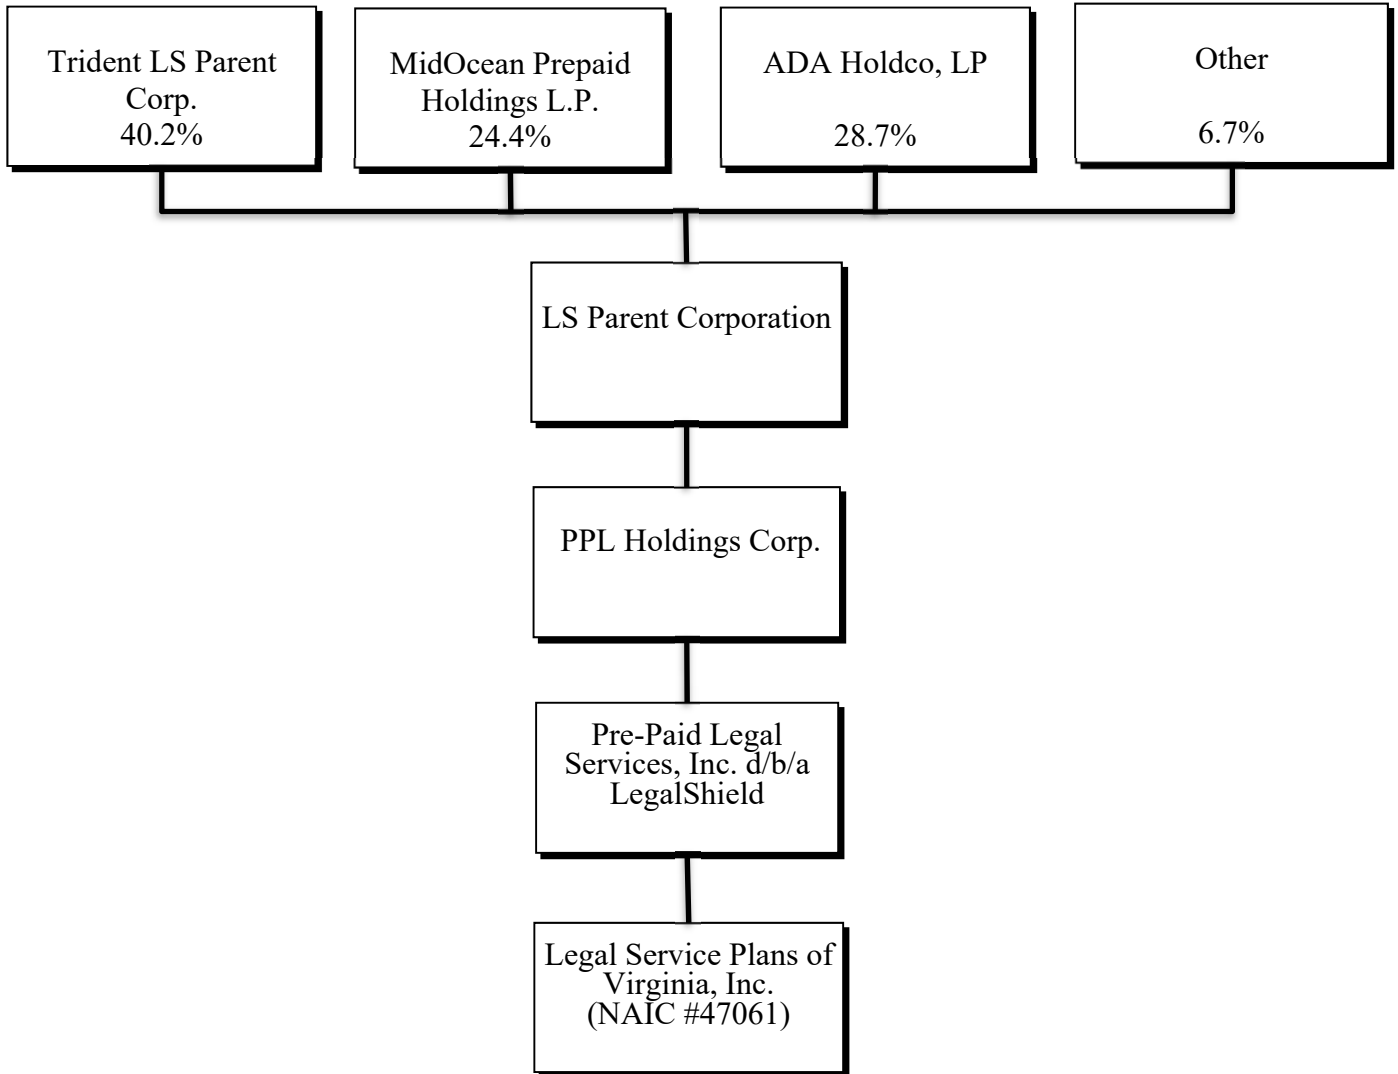 Trident LS Parent
Corp.
40.2%
MidOcean Prepaid
Holdings L.P.
24.4%
ADA Holdco, LP
28.7%
Other
6.7%
LS Parent Corporation
PPL Holdings Corp.
Pre-Paid Legal
Services, Inc. d/b/a
LegalShield
Legal Service Plans of
Virginia, Inc.
(NAIC #47061)